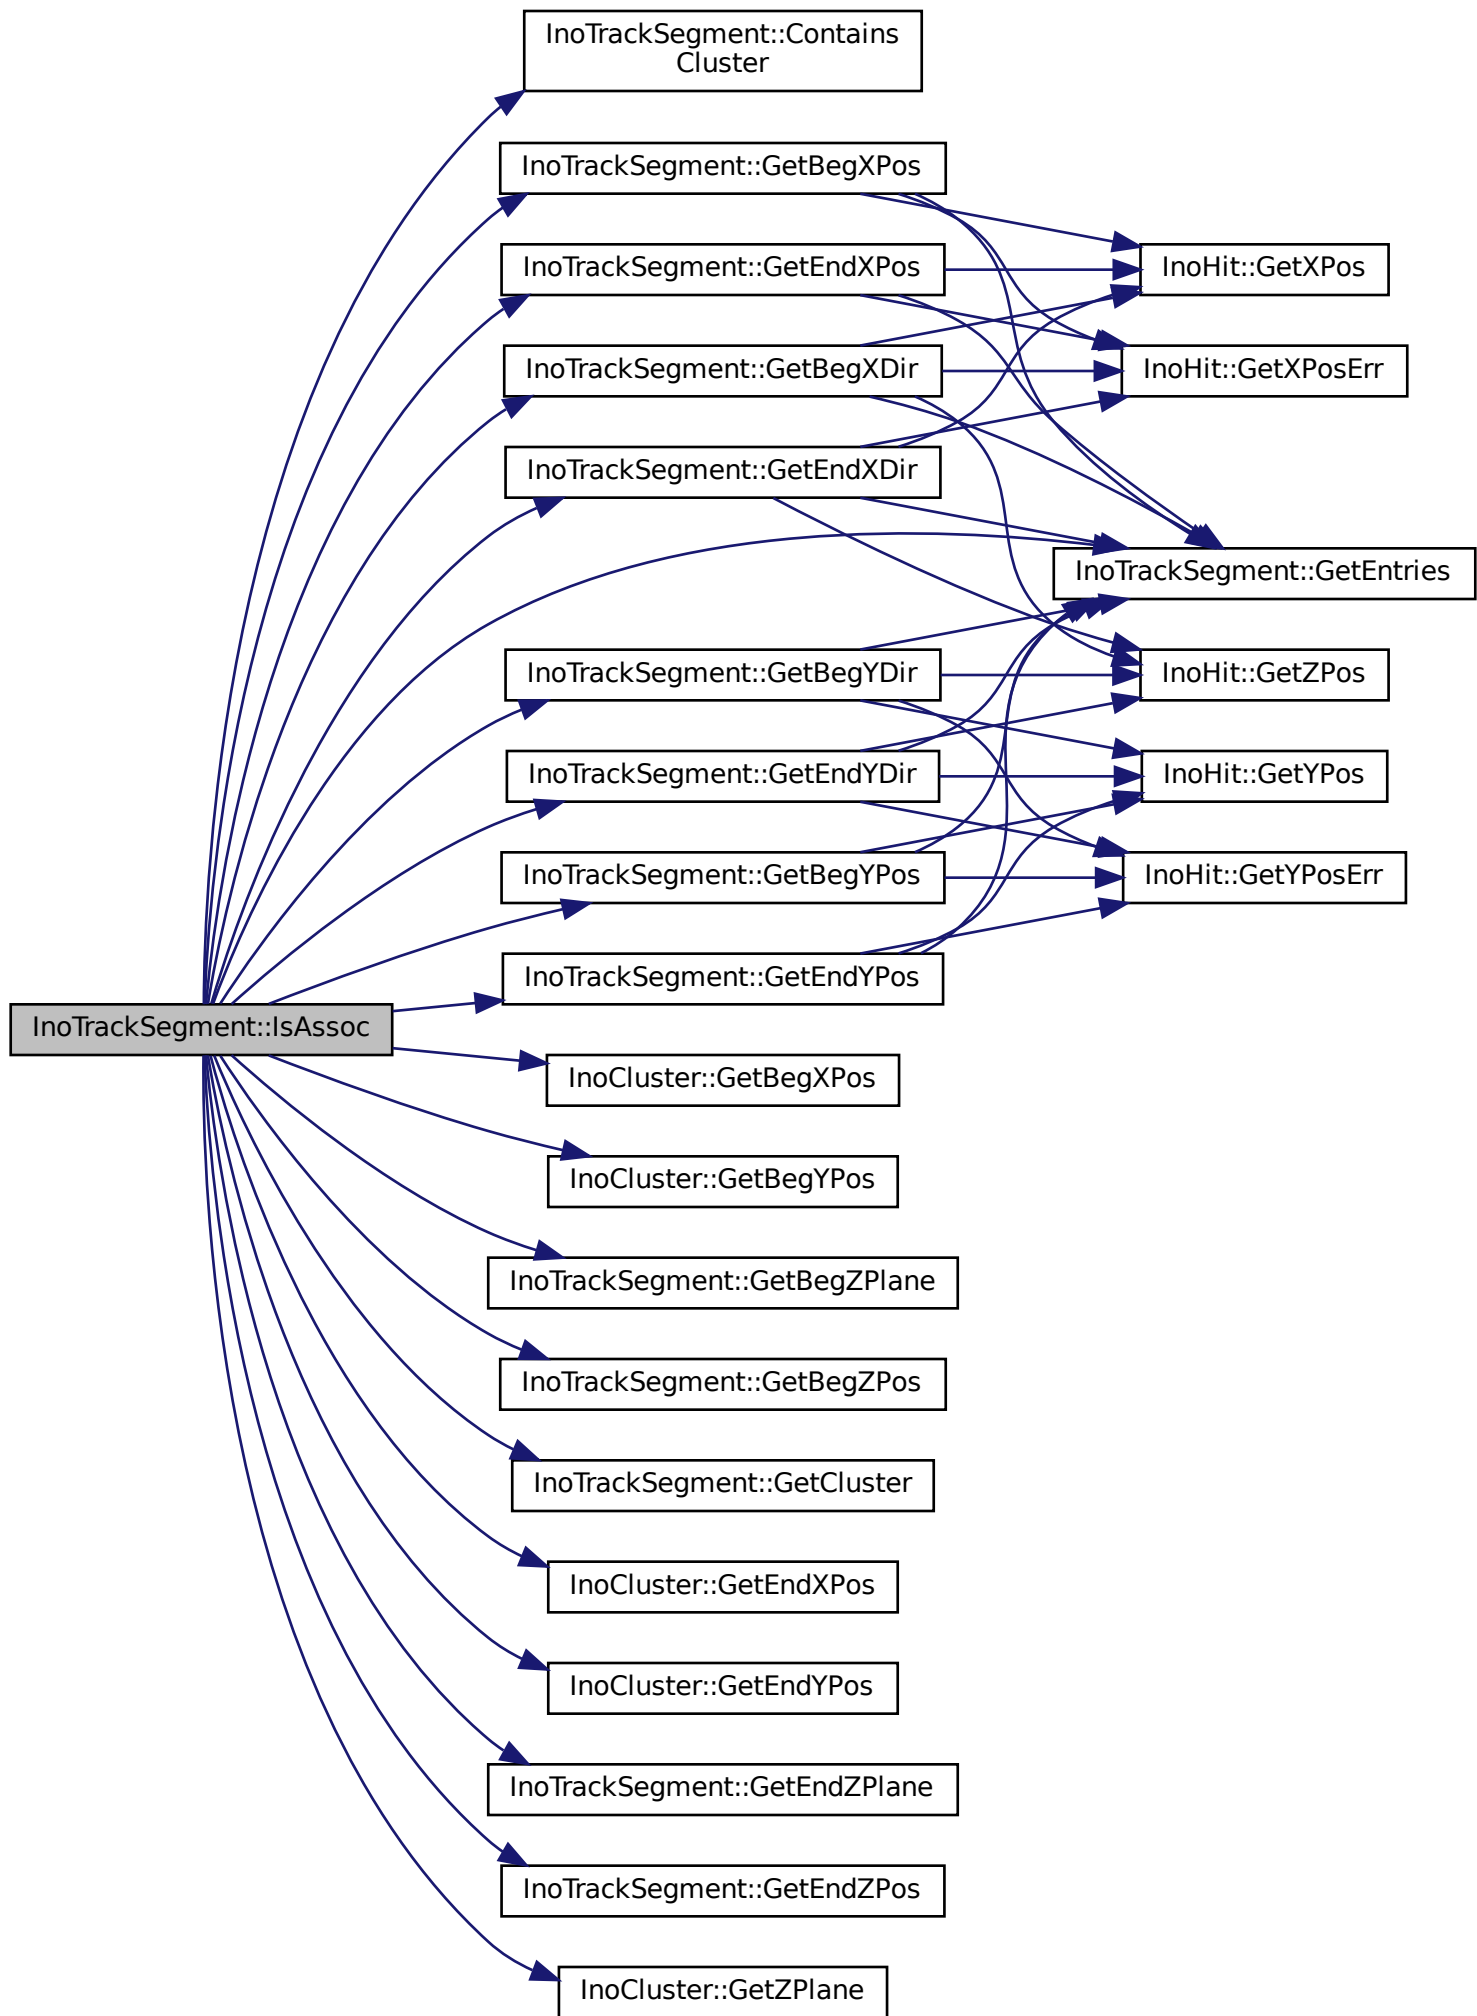 InoTrackSegment::Contains
Cluster
InoTrackSegment::GetBegXPos
InoTrackSegment::GetEndXPos
InoHit::GetXPos
InoTrackSegment::GetBegXDir
InoHit::GetXPosErr
InoTrackSegment::GetEndXDir
InoTrackSegment::GetEntries
InoTrackSegment::GetBegYDir
InoHit::GetZPos
InoTrackSegment::GetEndYDir
InoHit::GetYPos
InoTrackSegment::GetBegYPos
InoHit::GetYPosErr
InoTrackSegment::GetEndYPos
InoTrackSegment::IsAssoc
InoCluster::GetBegXPos
InoCluster::GetBegYPos
InoTrackSegment::GetBegZPlane
InoTrackSegment::GetBegZPos
InoTrackSegment::GetCluster
InoCluster::GetEndXPos
InoCluster::GetEndYPos
InoTrackSegment::GetEndZPlane
InoTrackSegment::GetEndZPos
InoCluster::GetZPlane